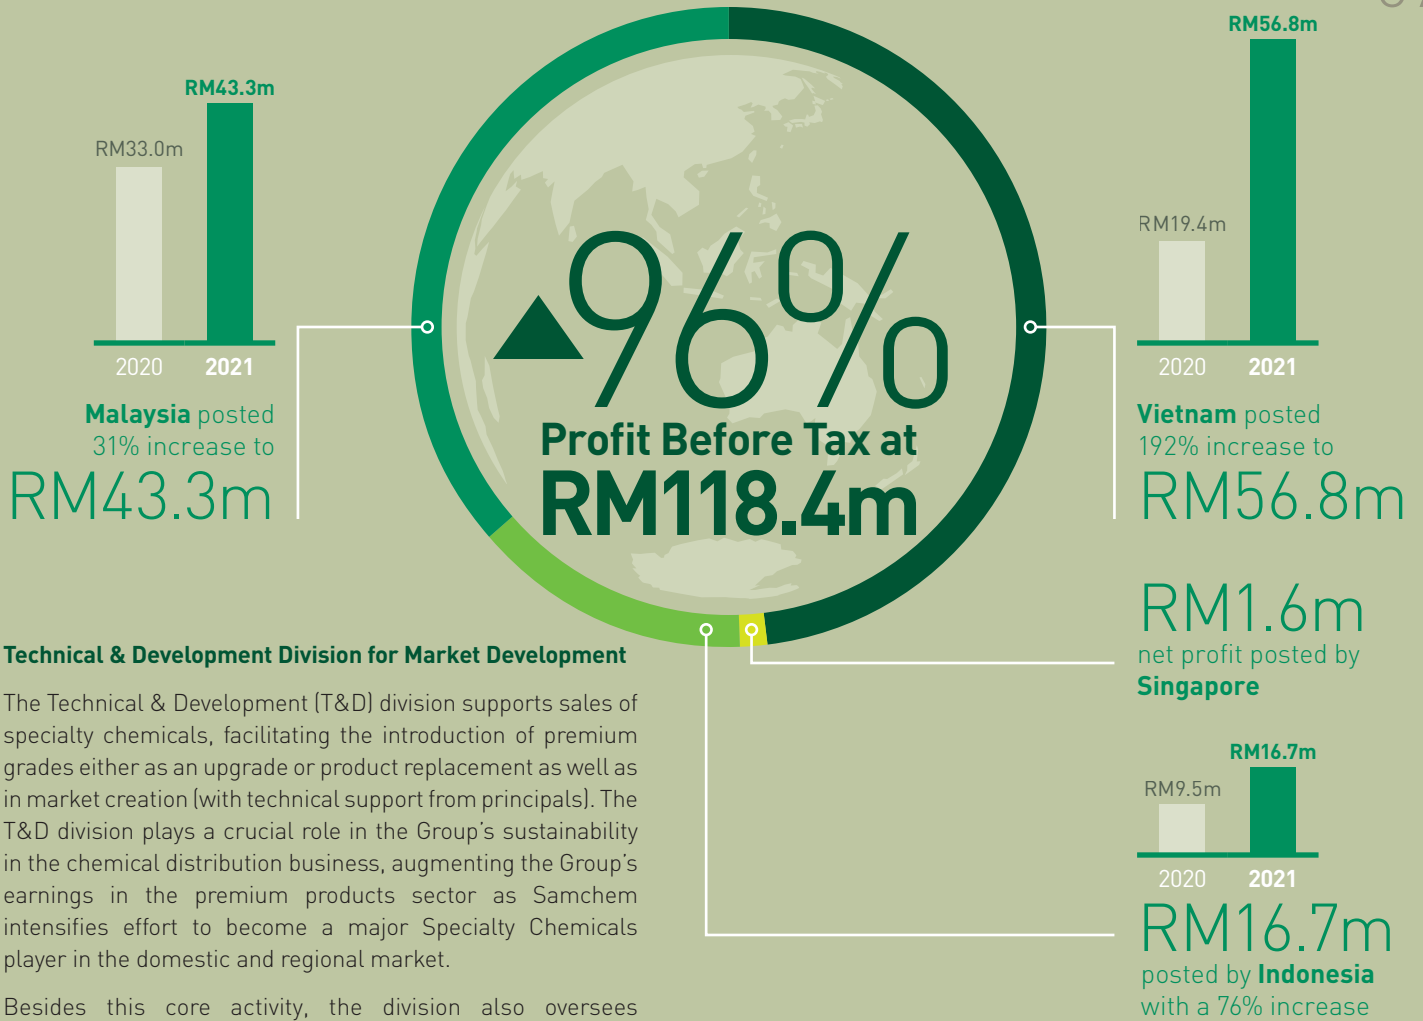 RM43.3m
RM33.0m
2020 2021
Malaysia posted
31% increase to
RM43.3m
96%
Profit Before Tax at
RM118.4m
RM56.8m
RM19.4m
2020 2021
Vietnam posted
192% increase to
RM56.8m
RM1.6m
net profit posted by
Singapore
RM16.7m
RM9.5m
2020 2021
RM16.7m
posted by Indonesia
with a 76% increase
Technical & Development Division for Market Development
The Technical & Development (T&D) division supports sales of
specialty chemicals, facilitating the introduction of premium
grades either as an upgrade or product replacement as well as
in market creation (with technical support from principals). The
T&D division plays a crucial role in the Group's sustainability
in the chemical distribution business, augmenting the Group's
earnings in the premium products sector as Samchem
intensifies effort to become a major Specialty Chemicals
player in the domestic and regional market.
Besides this core activity, the division also oversees